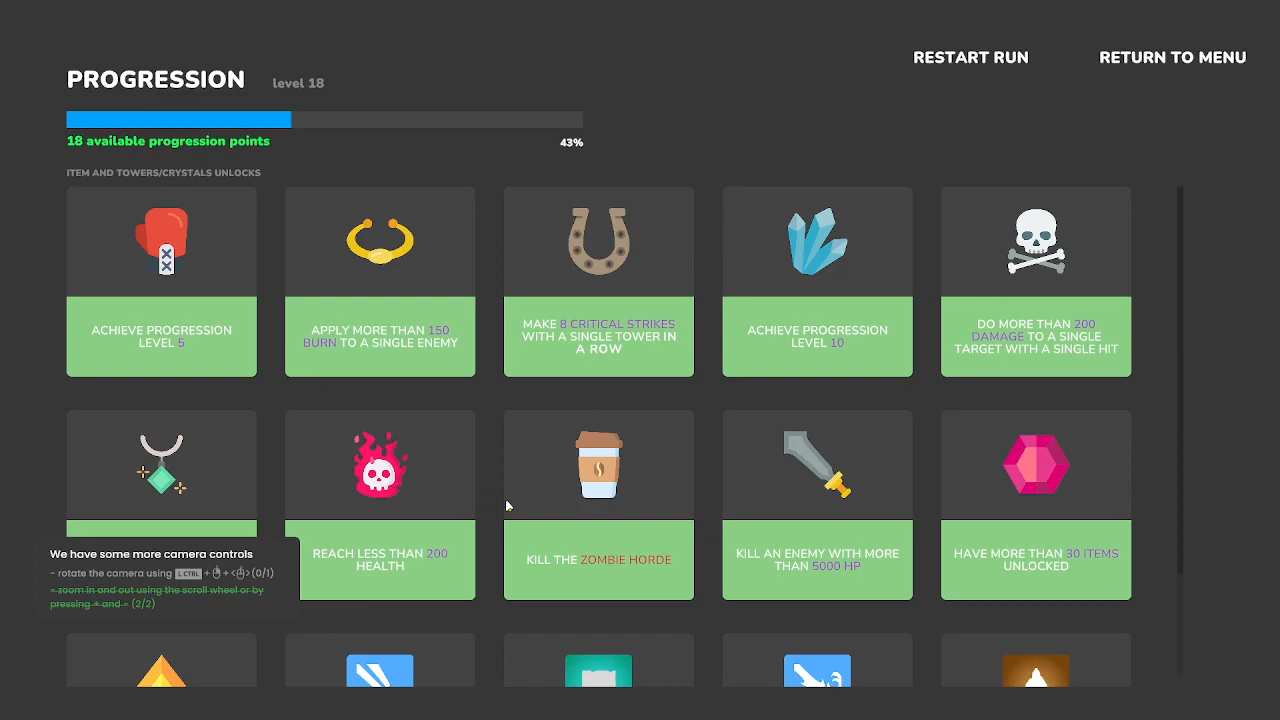 RESTART RUN
RETURN TO MENU
PROGRESSION
level 18
18 available progression points
43%
ITEM AND TOWERS/CRYSTALS UNLOCKS
ACHIEVE PROGRESSION
LEVEL 5
APPLY MORE THAN 150
BURN TO A SINGLE ENEMY
MAKE 8 CRITICAL STRIKES
WITH A SINGLE TOWER IN
A ROW
ACHIEVE PROGRESSION
LEVEL 10
DO MORE THAN 200
DAMAGE TO A SINGLE
TARGET WITH A SINGLE HIT
REACH LESS THAN 200
HEALTH
KILL THE ZOMBIE HORDE
KILL AN ENEMY WITH MORE
THAN 5000 HP
HAVE MORE THAN 30 ITEMS
UNLOCKED
We have some more camera controls
- rotate the camera using L CTRL + + < > (0/1)
- zoom in and out using the scroll wheel or by
pressing + and - (2/2)